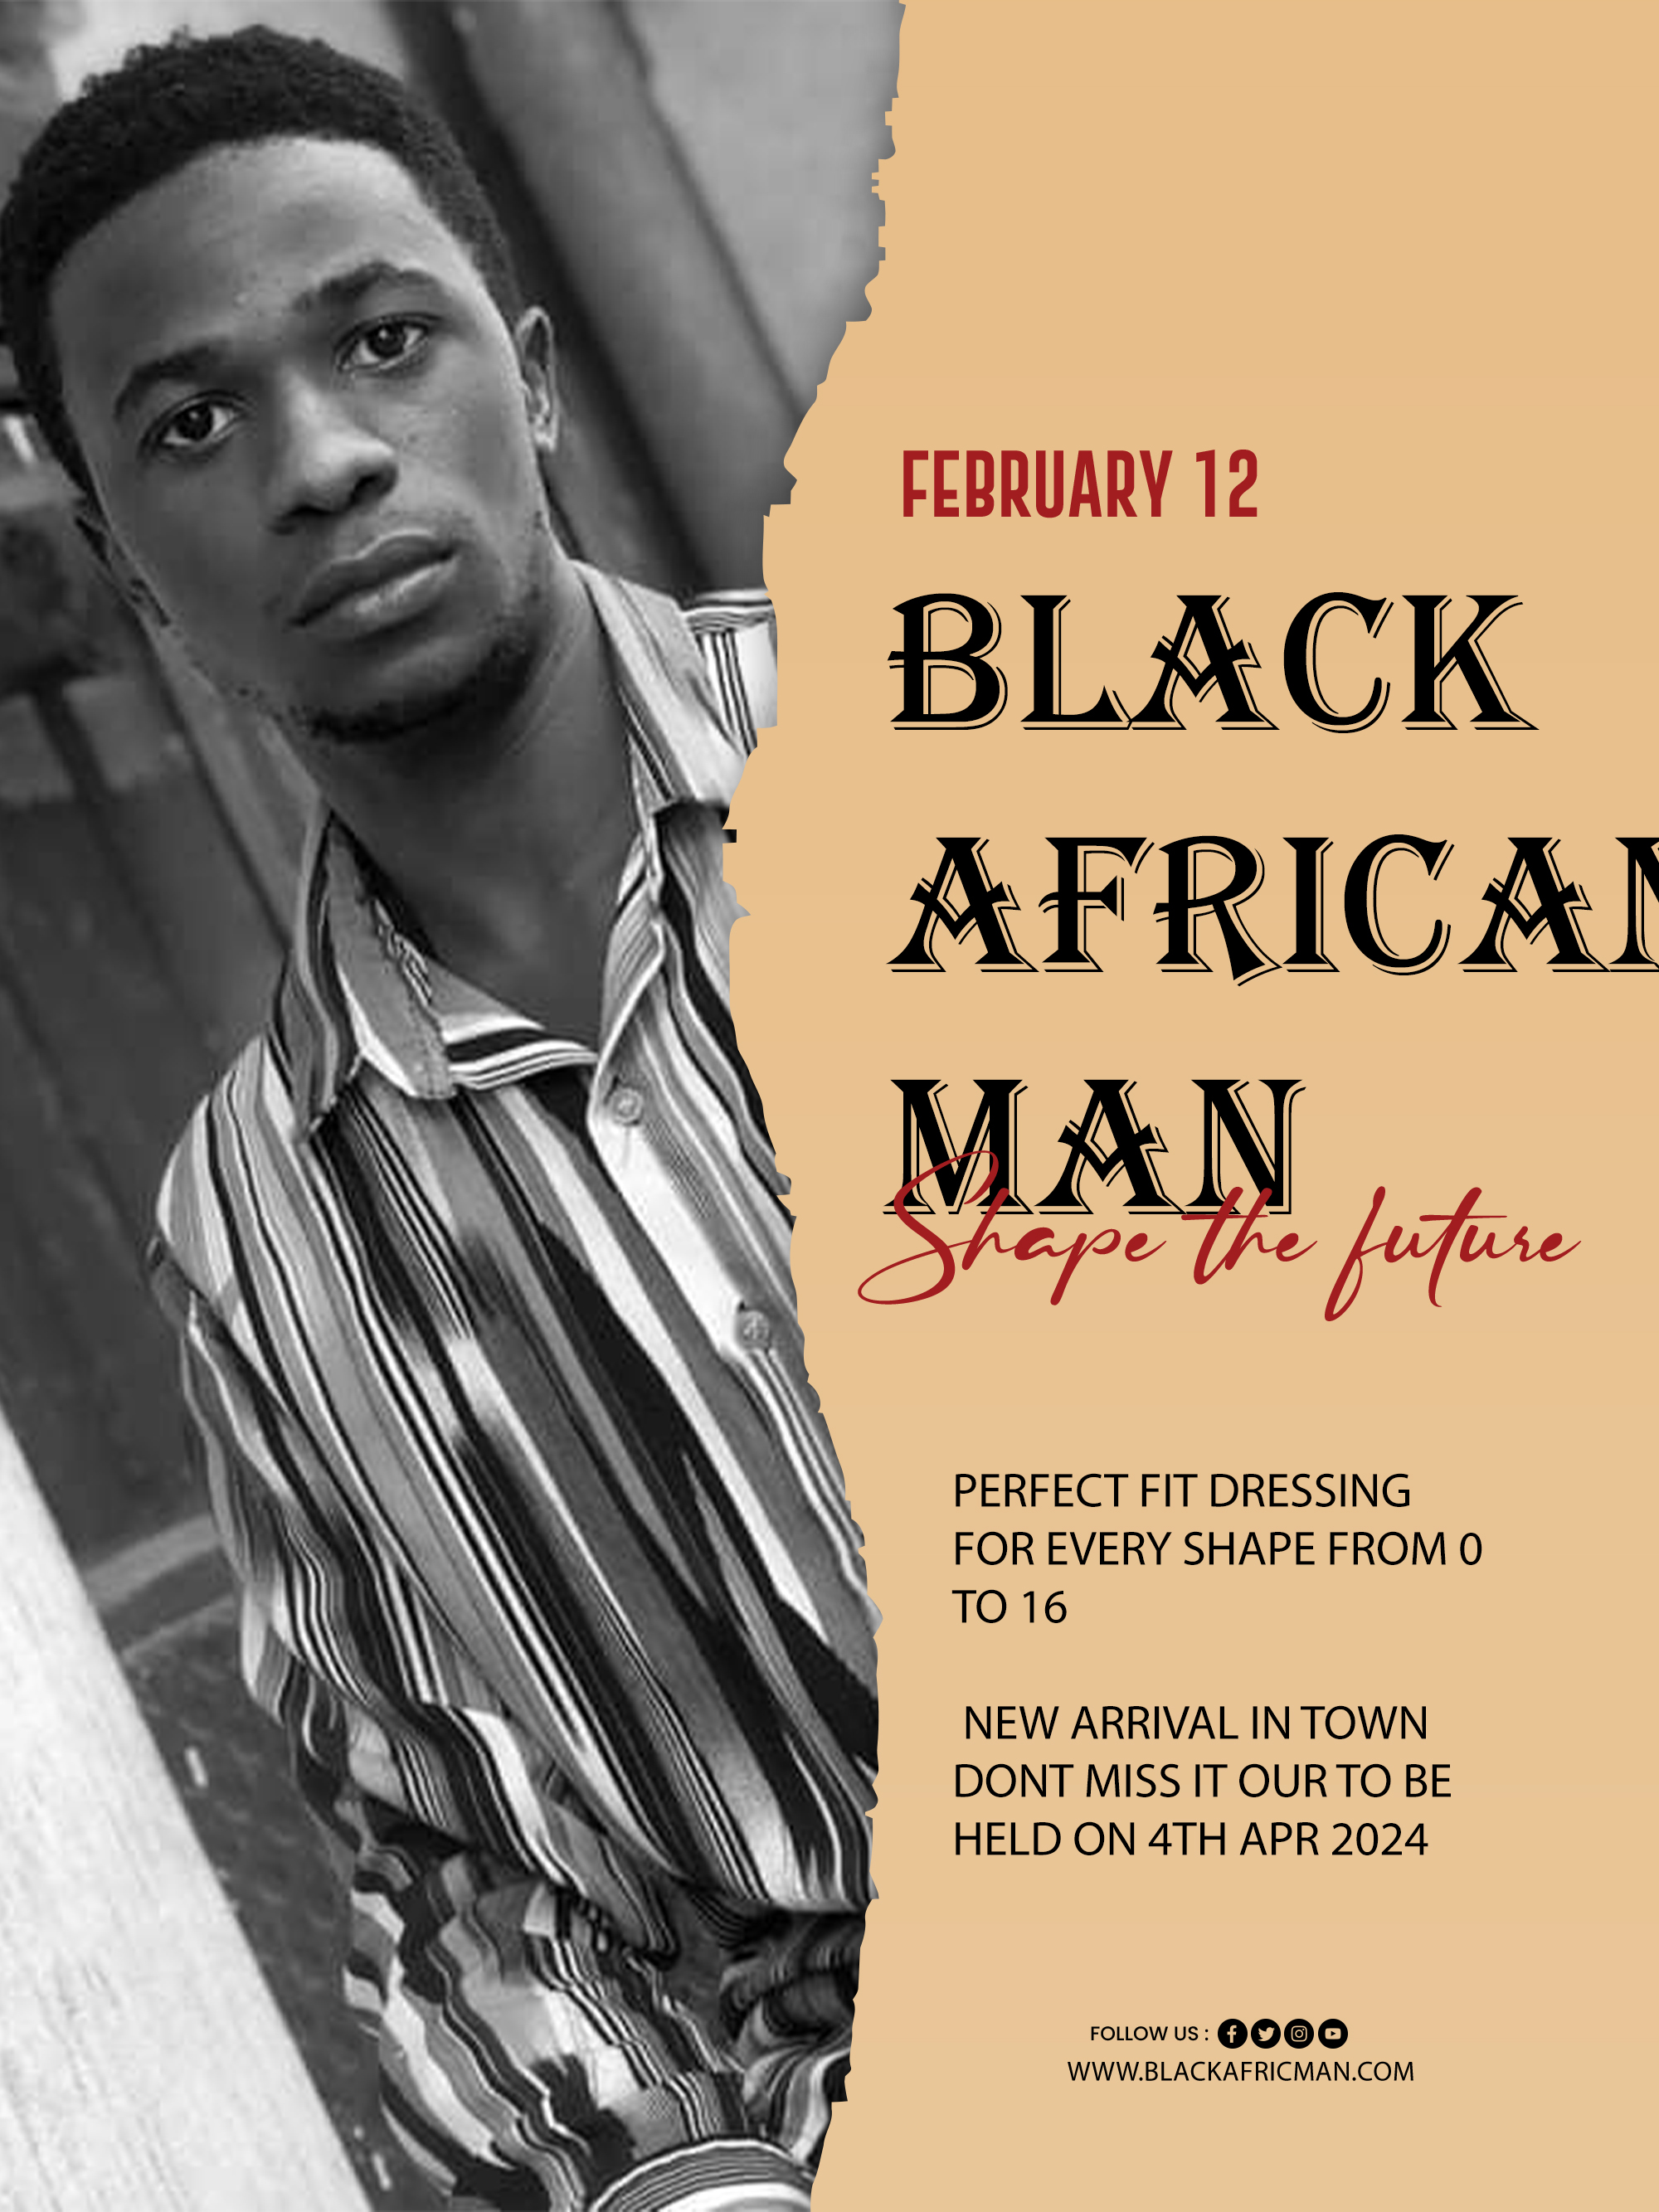 FEBRUARY 12
BLACK
AFRICAN
MAN
Shape the future
PERFECT FIT DRESSING
FOR EVERY SHAPE FROM 0
TO 16
NEW ARRIVAL IN TOWN
DONT MISS IT OUR TO BE
HELD ON 4TH APR 2024
FOLLOW US :
WWW.BLACKAFRICMAN.COM